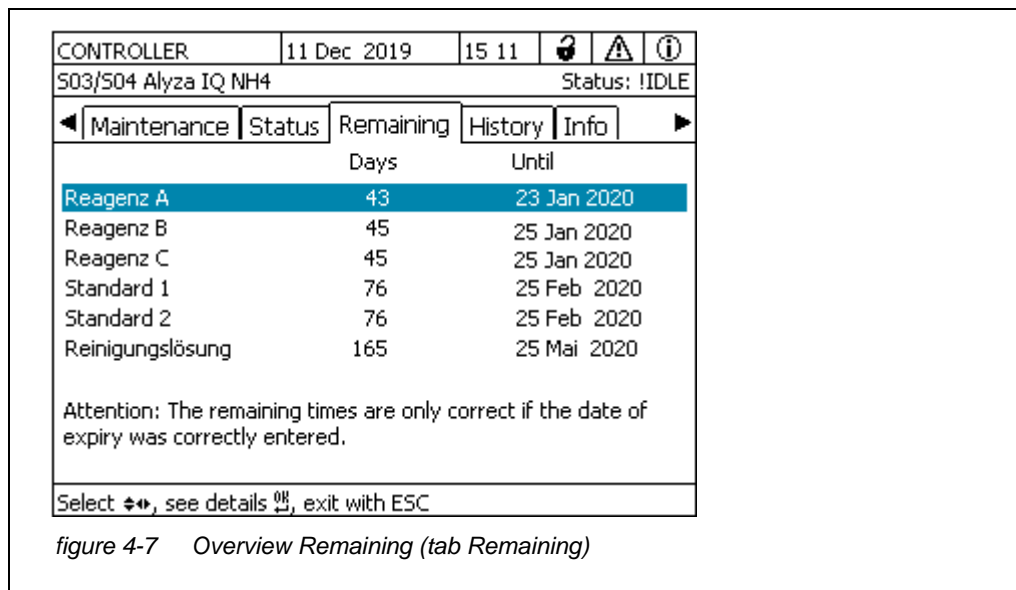 CONTROLLER 11 Dec 2019 15 11
S03/S04 Alyza IQ NH4 Status: !IDLE
Maintenance Status Remaining History Info
Days Until
Reagenz A 43 23 Jan 2020
Reagenz B 45 25 Jan 2020
Reagenz C 45 25 Jan 2020
Standard 1 76 25 Feb 2020
Standard 2 76 25 Feb 2020
Reinigungslösung 165 25 Mai 2020
Attention: The remaining times are only correct if the date of
expiry was correctly entered.
Select, see details OK, exit with ESC
figure 4-7 Overview Remaining (tab Remaining)